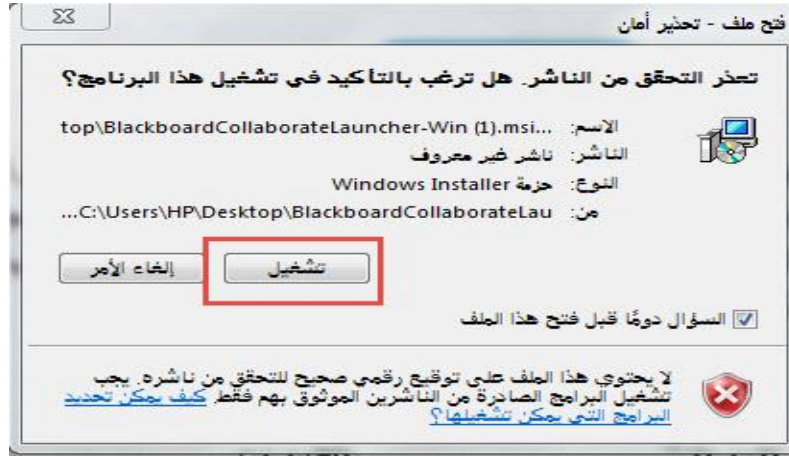 فتح ملف - تحذير أمان
تعذر التحقق من الناشر. هل ترغب بالتأكيد في تشغيل هذا البرنامج؟
الاسم: top\BlackboardCollaborateLauncher-Win (1).msi...
الناشر: ناشر غير معروف
النوع: حزمة Windows Installer
من: C:\Users\HP\Desktop\BlackboardCollaborateLau...
تشغيل إلغاء الأمر
السؤال دومًا قبل فتح هذا الملف
لا يحتوي هذا الملف على توقيع رقمي صحيح للتحقق من ناشره. يجب
تشغيل البرامج الصادرة من الناشرين الموثوق بهم فقط. كيف يمكن تحديد
البرامج التي يمكن تشغيلها؟